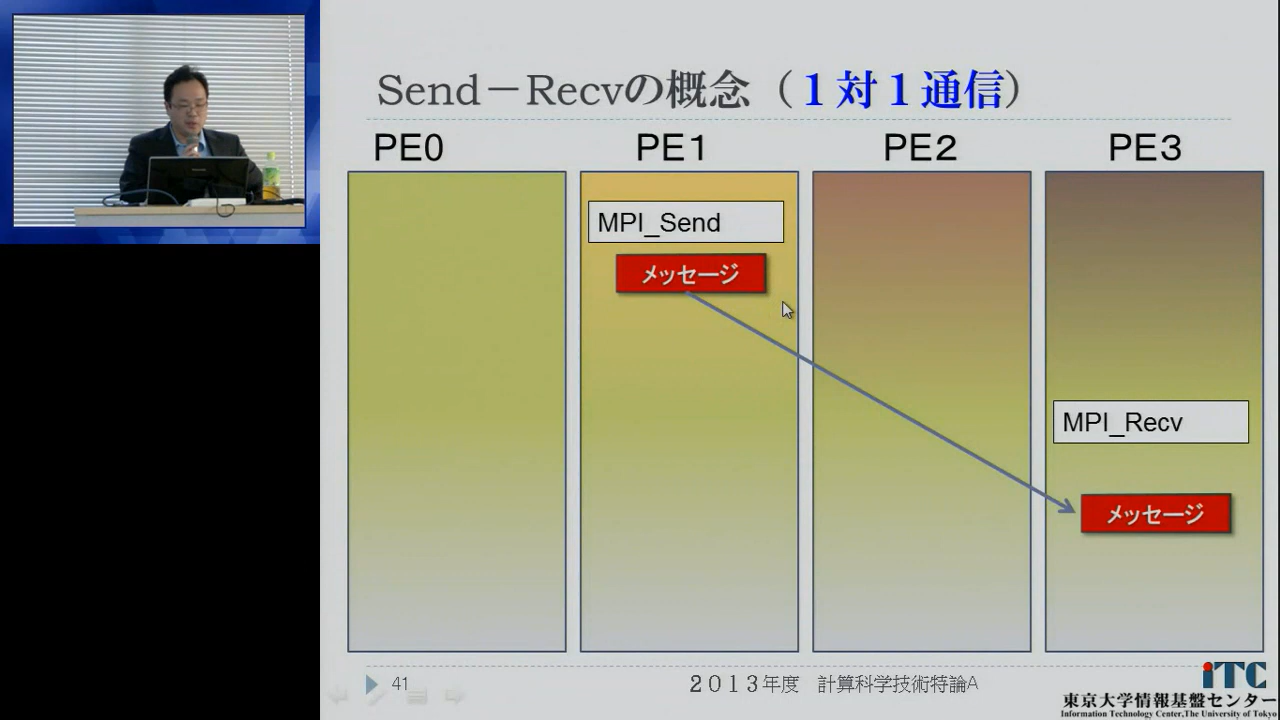 Send－Recvの概念（１対１通信）
PE0
PE1
PE2
PE3
MPI_Send
メッセージ
MPI_Recv
メッセージ
41
２０１３年度　計算科学技術特論A
iTC
東京大学情報基盤センター
Information Technology Center,The University of Tokyo